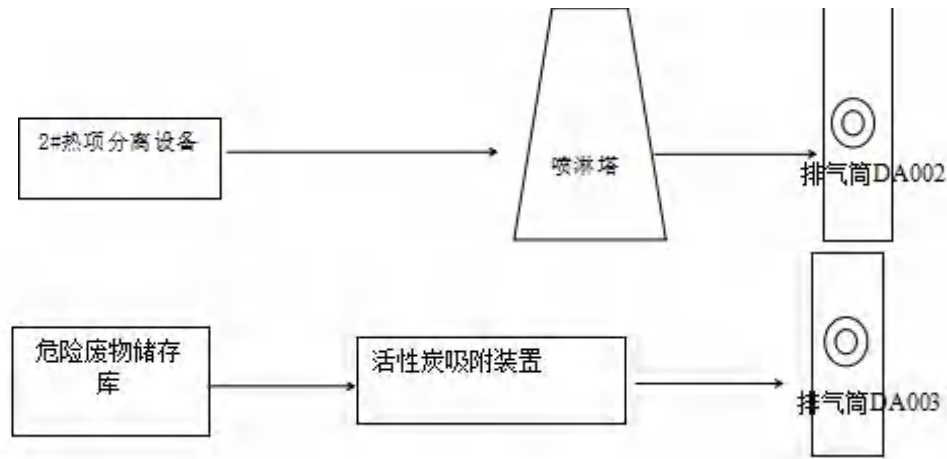 2#热项分离设备
喷淋塔
排气筒DA002
危险废物储存
库
活性炭吸附装置
排气筒DA003